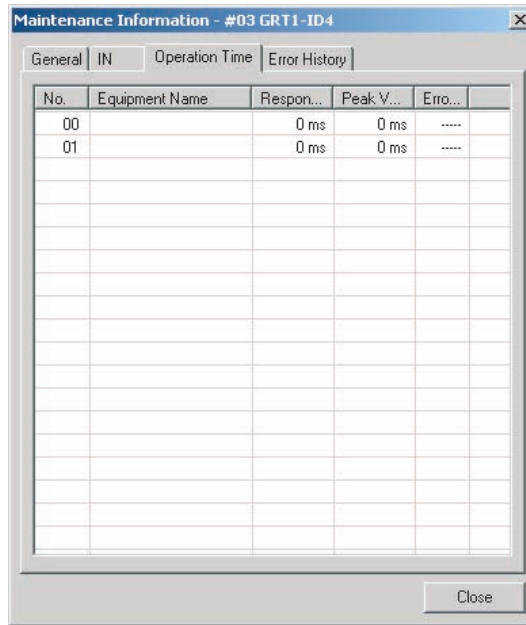 Maintenance Information - #03 GRT1-ID4
General IN Operation Time Error History
No. Equipment Name Respon... Peak V... Erro...
00 0 ms 0 ms -----
01 0 ms 0 ms -----
Close